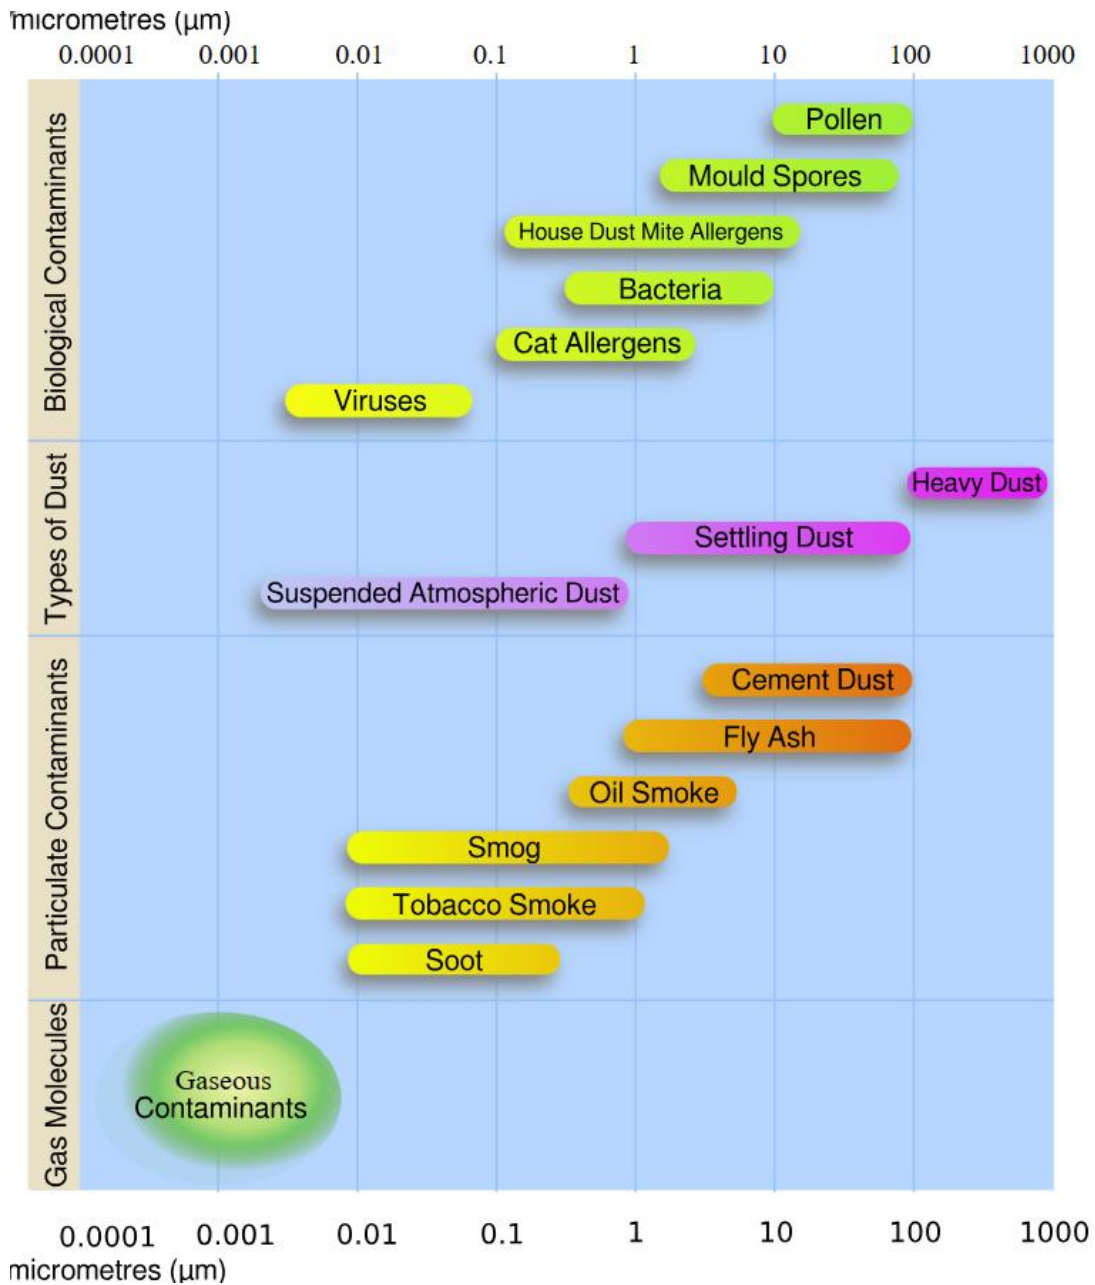 micrometres (µm)
0.0001 0.001 0.01 0.1 1 10 100 1000
Biological Contaminants
Pollen
Mould Spores
House Dust Mite Allergens
Bacteria
Cat Allergens
Viruses
Types of Dust
Heavy Dust
Settling Dust
Suspended Atmospheric Dust
Particulate Contaminants
Cement Dust
Fly Ash
Oil Smoke
Smog
Tobacco Smoke
Soot
Gas Molecules
Gaseous
Contaminants
0.0001 0.001 0.01 0.1 1 10 100 1000
micrometres (µm)